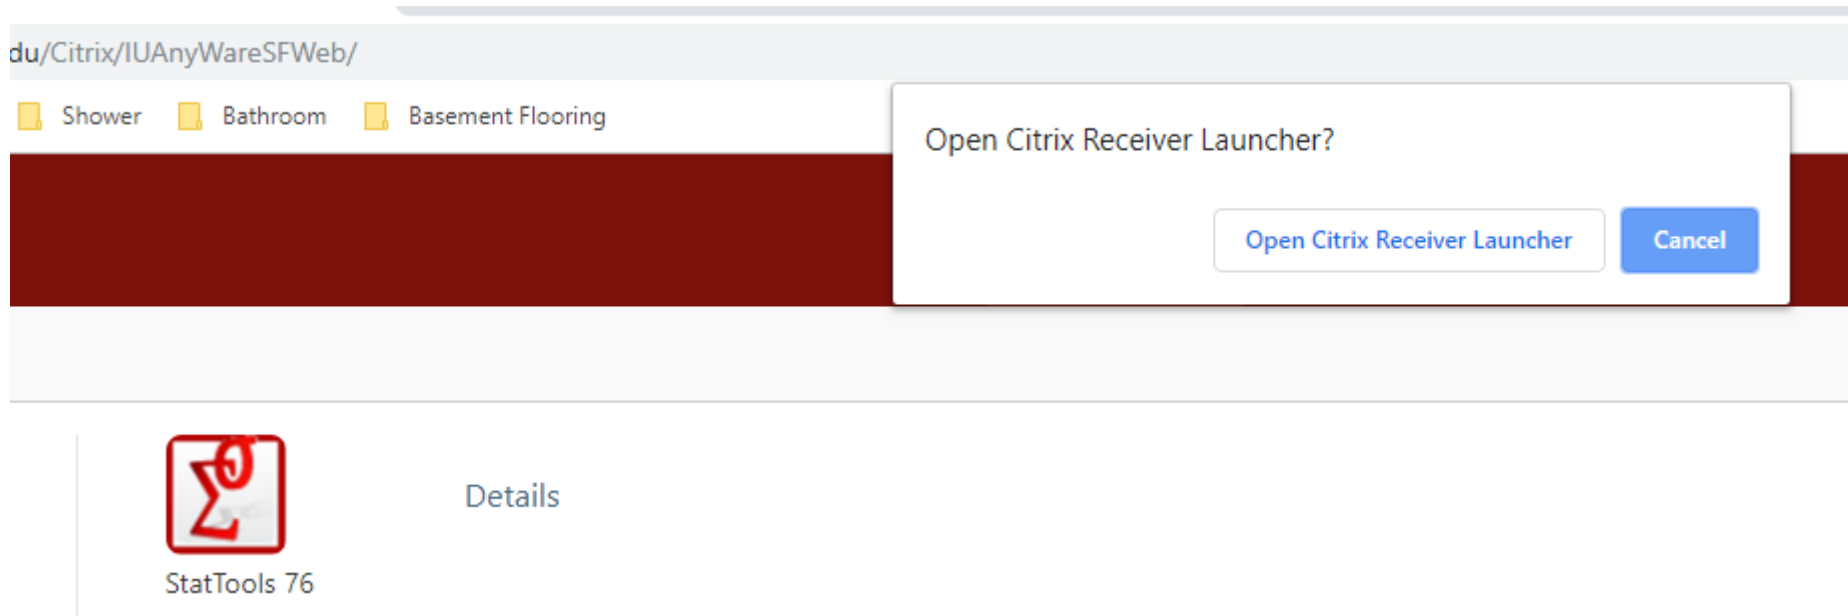 du/Citrix/IUAnyWareSFWeb/
Shower Bathroom Basement Flooring
Open Citrix Receiver Launcher?
Open Citrix Receiver Launcher Cancel
Details
StatTools 76